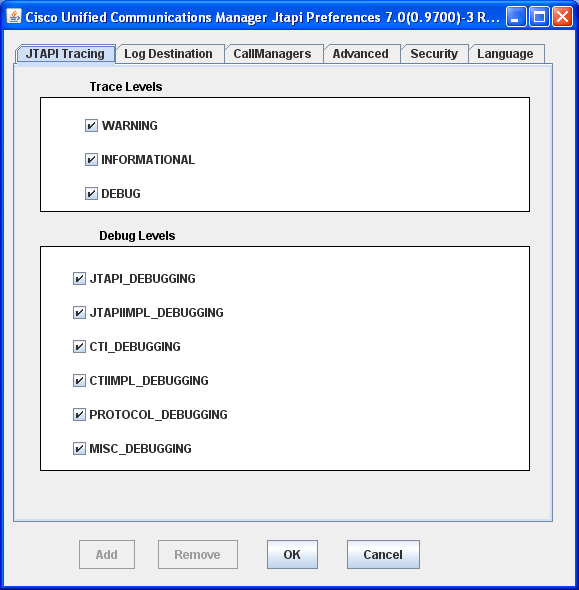 Cisco Unified Communications Manager Jtapi Preferences 7.0(0.9700)-3 R...
JTAPI Tracing Log Destination CallManagers Advanced Security Language
Trace Levels
WARNING
INFORMATIONAL
DEBUG
Debug Levels
JTAPI_DEBUGGING
JTAPIIMPL_DEBUGGING
CTI_DEBUGGING
CTIIMPL_DEBUGGING
PROTOCOL_DEBUGGING
MISC_DEBUGGING
Add Remove OK Cancel